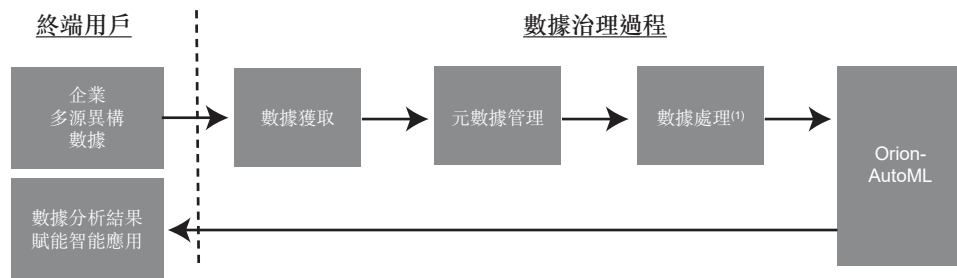 終端用戶
數據治理過程
企業
多源異構
數據
數據獲取
元數據管理
數據處理(1)
Orion-
AutoML
數據分析結果
賦能智能應用